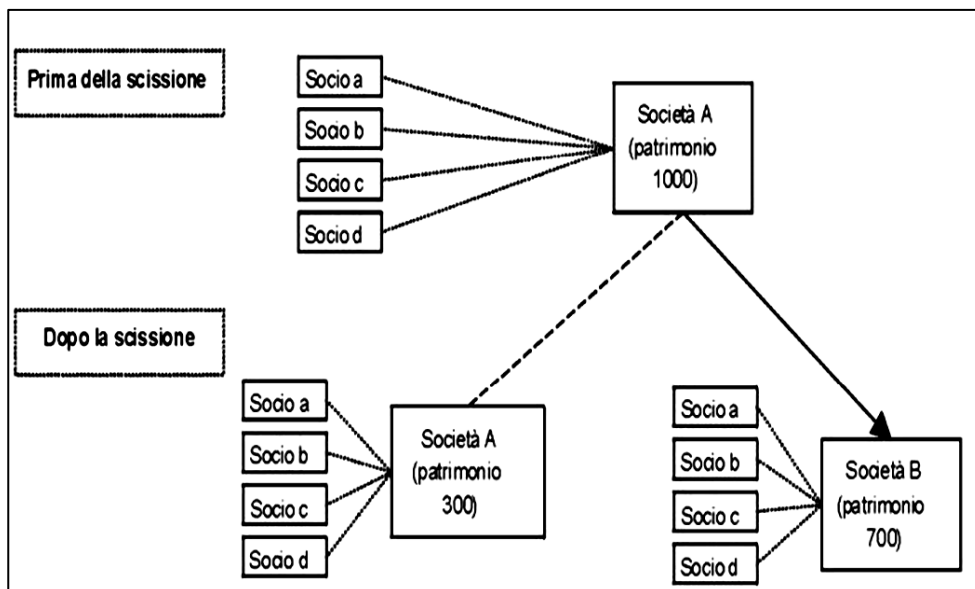 Prima della scissione
Socio a
Socio b
Socio c
Socio d
Società A
(patrimonio
1000)
Dopo la scissione
Socio a
Socio b
Socio c
Socio d
Società A
(patrimonio
300)
Socio a
Socio b
Socio c
Socio d
Società B
(patrimonio
700)